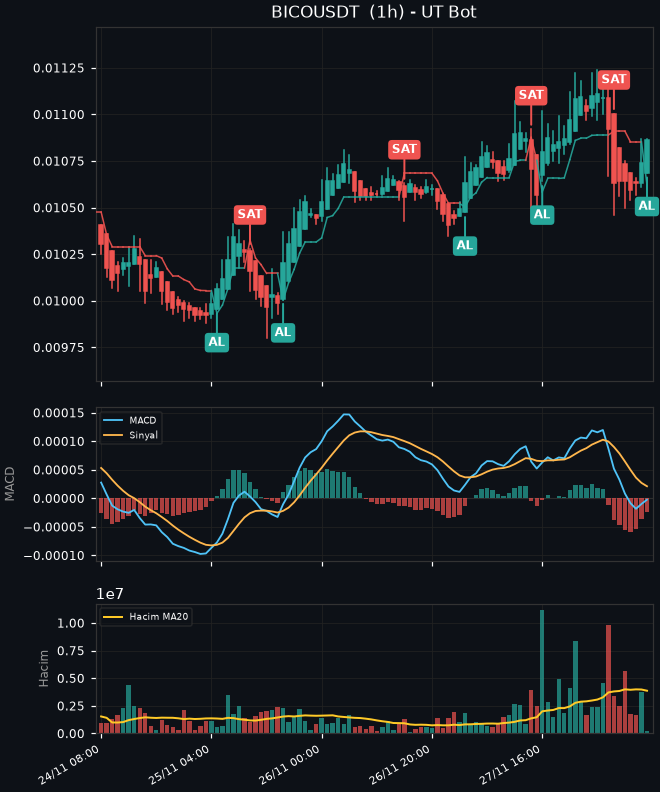 BICOUSDT (1h) - UT Bot
0.01125
0.01100
0.01075
0.01050
0.01025
0.01000
0.00975
SAT
SAT
SAT
SAT
AL
AL
AL
AL
AL
MACD
0.00015
0.00010
0.00005
0.00000
−0.00005
−0.00010
MACD
Sinyal
1e7
Hacim
1.00
0.75
0.50
0.25
0.00
Hacim MA20
24/11 08:00
25/11 04:00
26/11 00:00
26/11 20:00
27/11 16:00